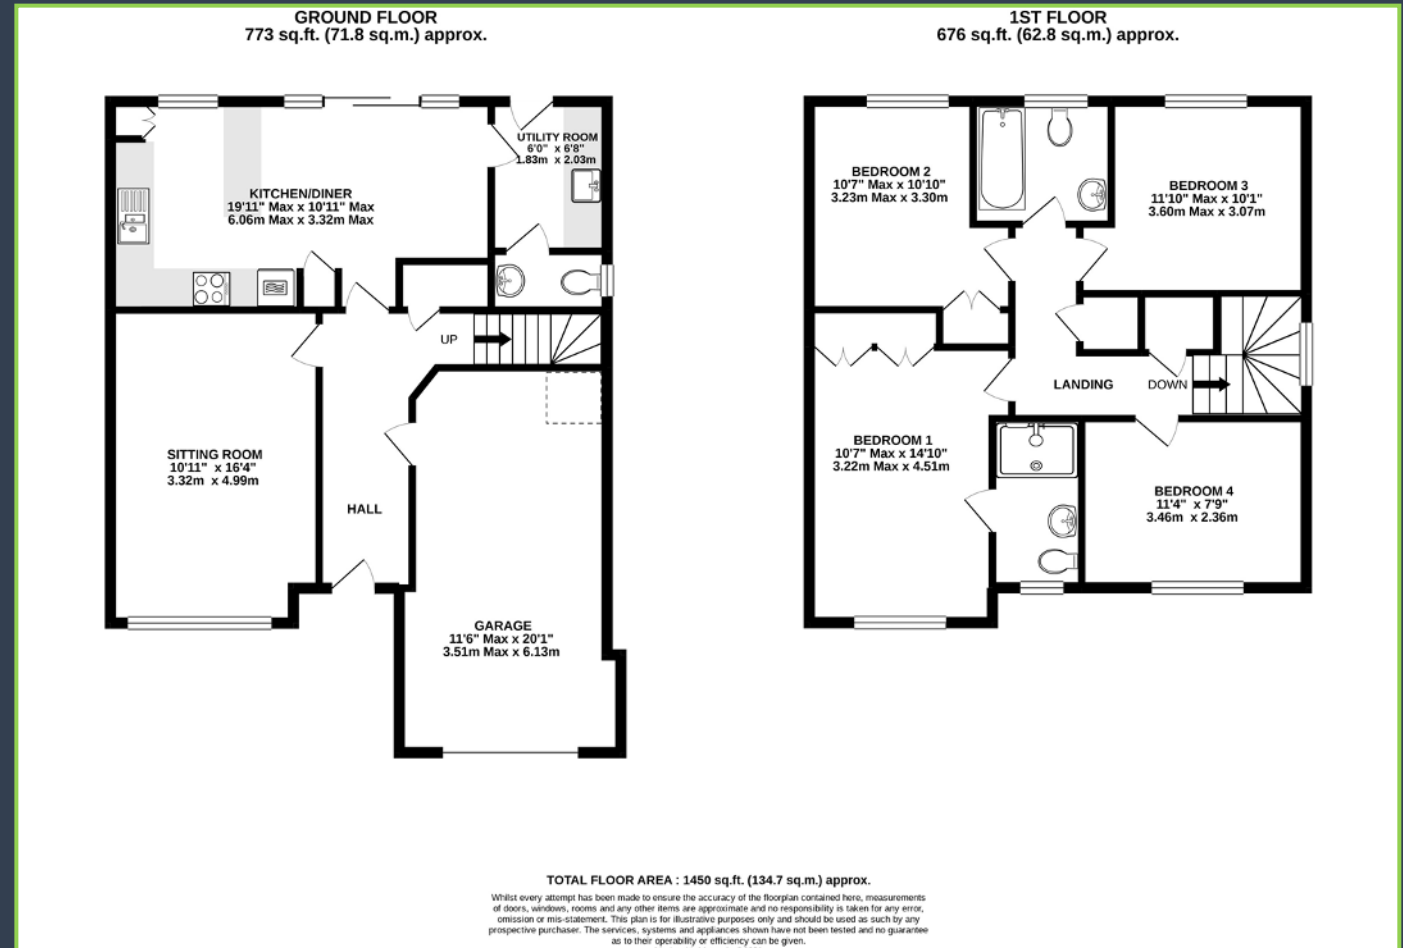 GROUND FLOOR
773 sq.ft. (71.8 sq.m.) approx.
1ST FLOOR
676 sq.ft. (62.8 sq.m.) approx.
UTILITY ROOM
6'0" x 6'8"
1.83m x 2.03m
KITCHEN/DINER
19'11" Max x 10'11" Max
6.06m Max x 3.32m Max
UP
SITTING ROOM
10'11" x 16'4"
3.32m x 4.99m
HALL
GARAGE
11'6" Max x 20'1"
3.51m Max x 6.13m
BEDROOM 2
10'7" Max x 10'10"
3.23m Max x 3.30m
BEDROOM 3
11'10" Max x 10'1"
3.60m Max x 3.07m
LANDING
DOWN
BEDROOM 1
10'7" Max x 14'10"
3.22m Max x 4.51m
BEDROOM 4
11'4" x 7'9"
3.46m x 2.36m
TOTAL FLOOR AREA : 1450 sq.ft. (134.7 sq.m.) approx.
Whilst every attempt has been made to ensure the accuracy of the floorplan contained here, measurements
of doors, windows, rooms and any other items are approximate and no responsibility is taken for any error,
omission or mis-statement. This plan is for illustrative purposes only and should be used as such by any
prospective purchaser. The services, systems and appliances shown have not been tested and no guarantee
as to their operability or efficiency can be given.